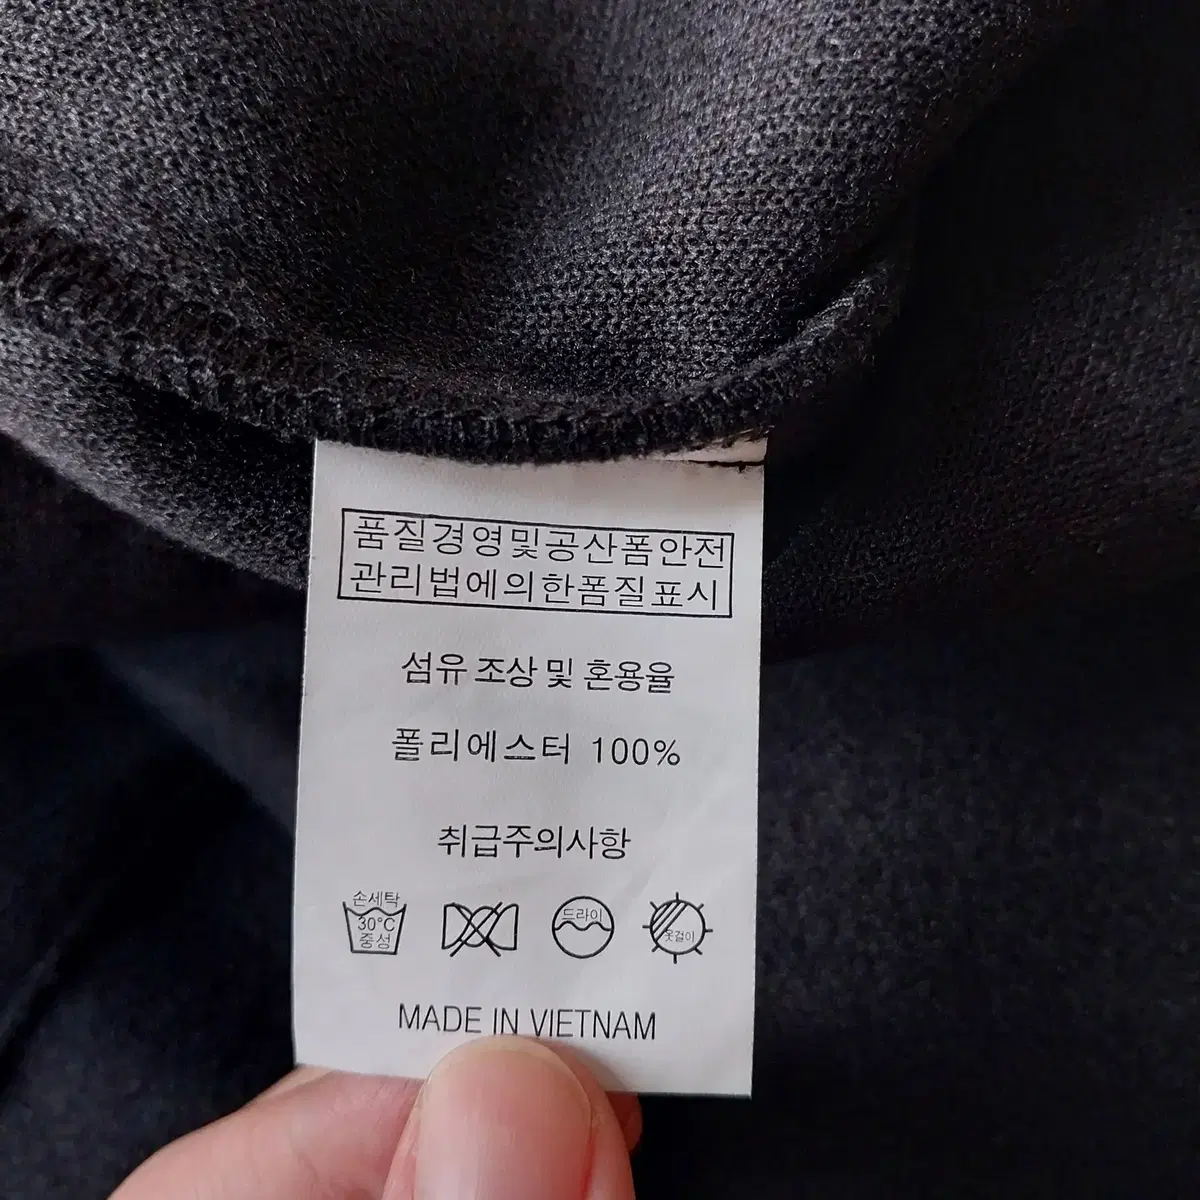 품질경영및공산폼안전
관리법에의한폼질표시
섬유 조상 및 혼용율
폴리에스터 100%
취급주의사항
손세탁
30°C
중성
드라이
옷걸이
MADE IN VIETNAM